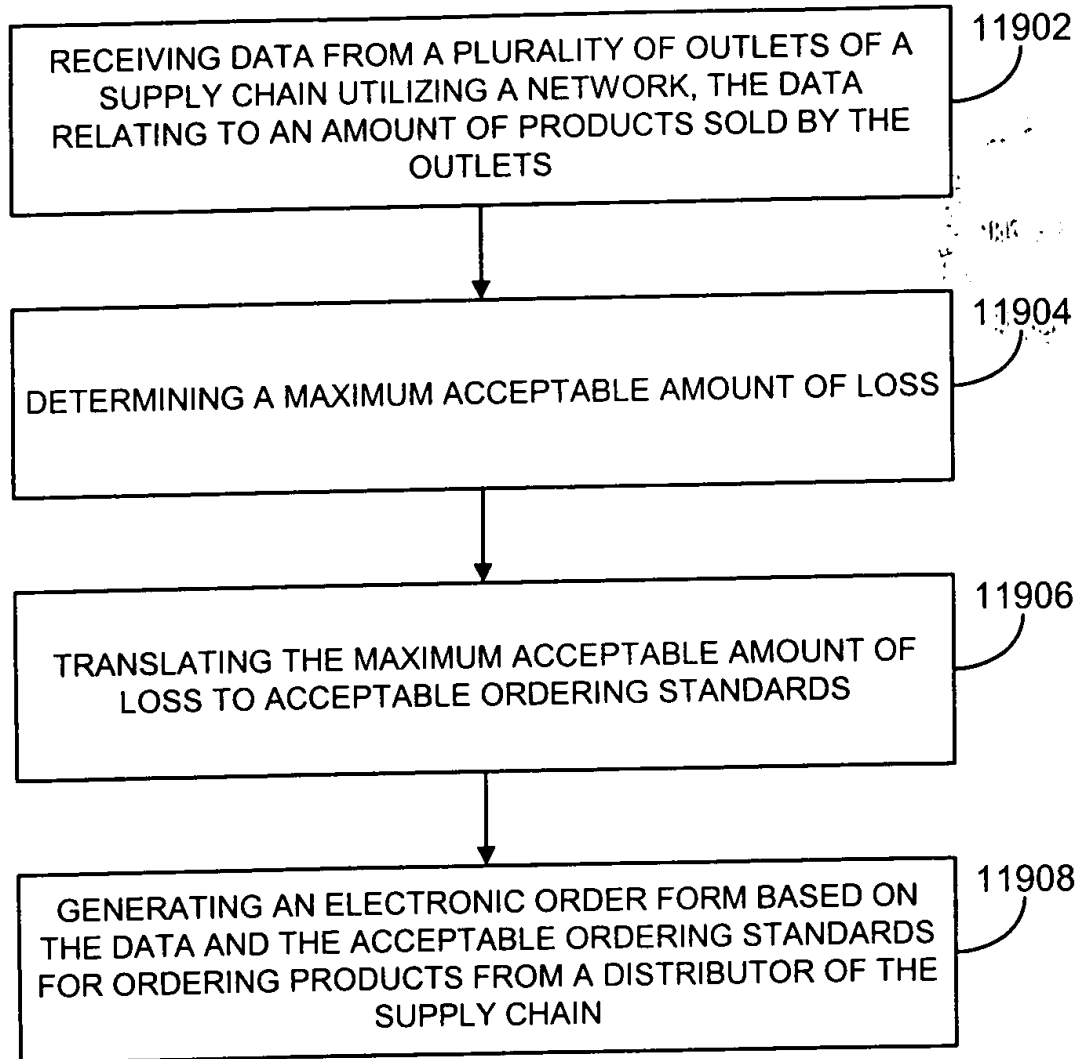 RECEIVING DATA FROM A PLURALITY OF OUTLETS OF A
SUPPLY CHAIN UTILIZING A NETWORK, THE DATA
RELATING TO AN AMOUNT OF PRODUCTS SOLD BY THE
OUTLETS
11902
DETERMINING A MAXIMUM ACCEPTABLE AMOUNT OF LOSS
11904
TRANSLATING THE MAXIMUM ACCEPTABLE AMOUNT OF
LOSS TO ACCEPTABLE ORDERING STANDARDS
11906
GENERATING AN ELECTRONIC ORDER FORM BASED ON
THE DATA AND THE ACCEPTABLE ORDERING STANDARDS
FOR ORDERING PRODUCTS FROM A DISTRIBUTOR OF THE
SUPPLY CHAIN
11908